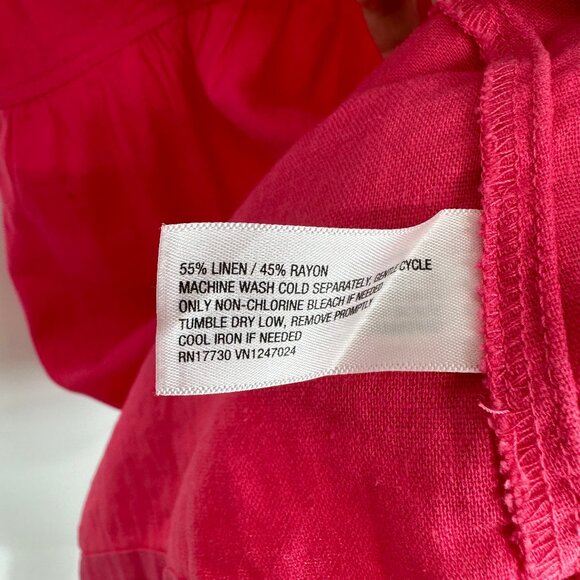 55% LINEN / 45% RAYON
MACHINE WASH COLD SEPARATELY, GENTLE CYCLE
ONLY NON-CHLORINE BLEACH IF NEEDED
TUMBLE DRY LOW, REMOVE PROMPTLY
COOL IRON IF NEEDED
RN17730 VN1247024